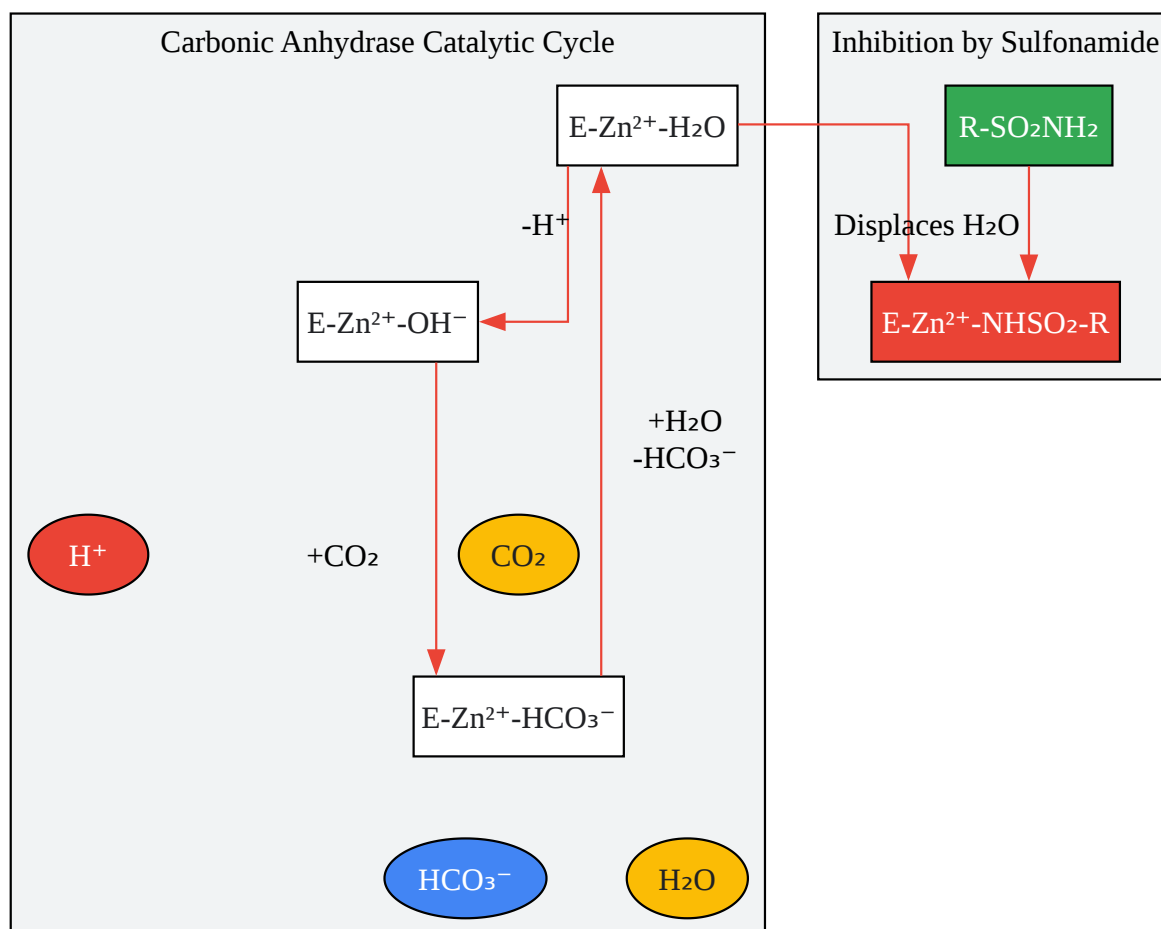 Carbonic Anhydrase Catalytic Cycle
Inhibition by Sulfonamide
E-Zn²⁺-H₂O
R-SO₂NH₂
-H⁺
Displaces H₂O
E-Zn²⁺-OH⁻
E-Zn²⁺-NHSO₂-R
+H₂O
-HCO₃⁻
H⁺
+CO₂
CO₂
E-Zn²⁺-HCO₃⁻
HCO₃⁻
H₂O